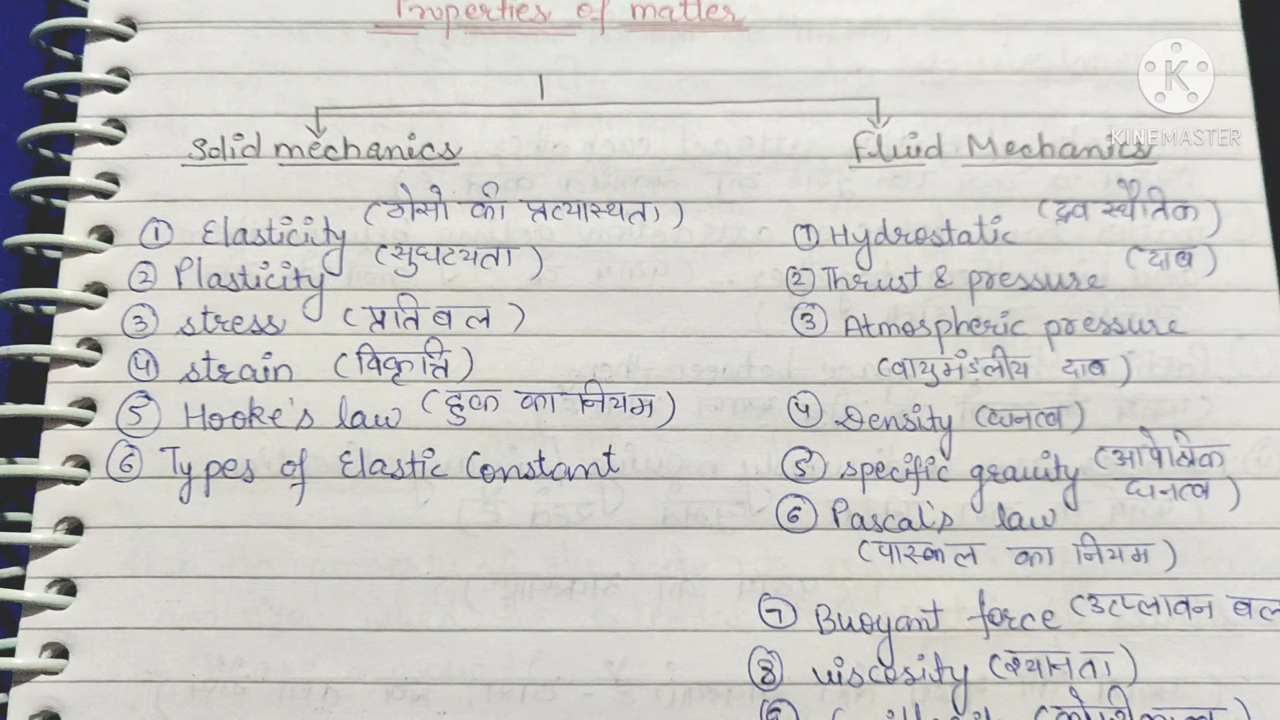 Properties of matter
K
KINEMASTER
Solid mechanics
(ठोसो की प्रत्यास्थता)
① Elasticity
② Plasticity (सुघटयता)
③ stress (प्रतिबल)
④ strain (विकृति)
⑤ Hooke's law (हुक का नियम)
⑥ Types of Elastic Constant
Fluid Mechanics
(द्रव स्थैतिक)
① Hydrostatic
(दाब)
② Thrust & pressure
③ Atmospheric pressure
(वायुमंडलीय दाब)
④ Density (घनत्व)
⑤ specific gravity (आपेक्षिक
घनत्व)
⑥ Pascal's law
(पास्कल का नियम)
⑦ Buoyant force (उत्प्लावन बल
⑧ viscosity (श्यानता)